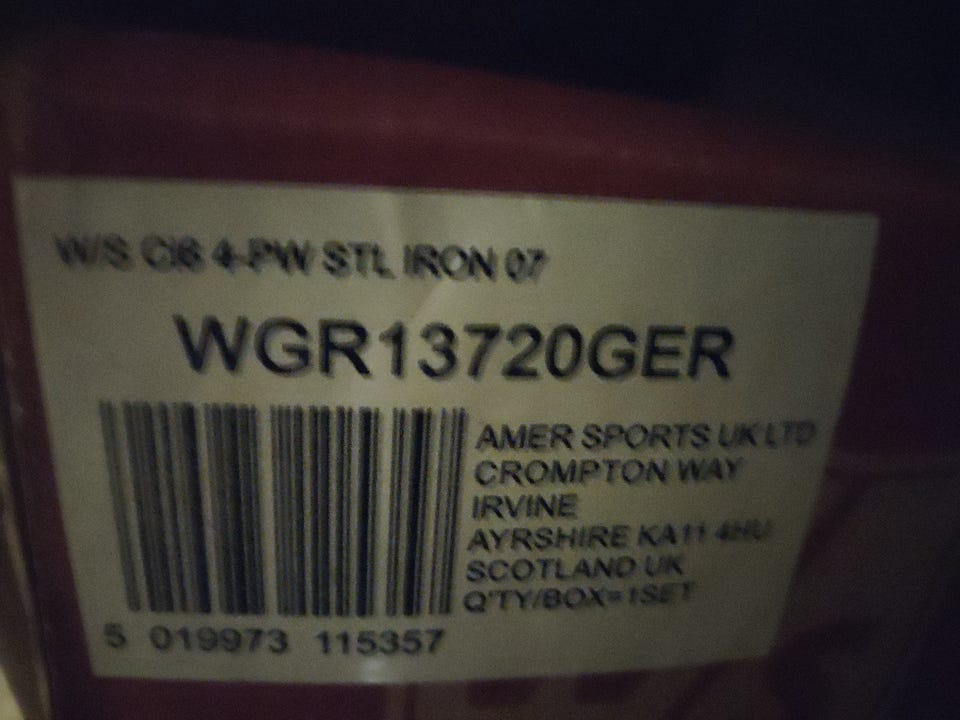 W/S Ci6 4-PW STL IRON 07
WGR13720GER
AMER SPORTS UK LTD
CROMPTON WAY
IRVINE
AYRSHIRE KA11 4HU
SCOTLAND UK
Q'TY/BOX=1SET
5 019973 115357